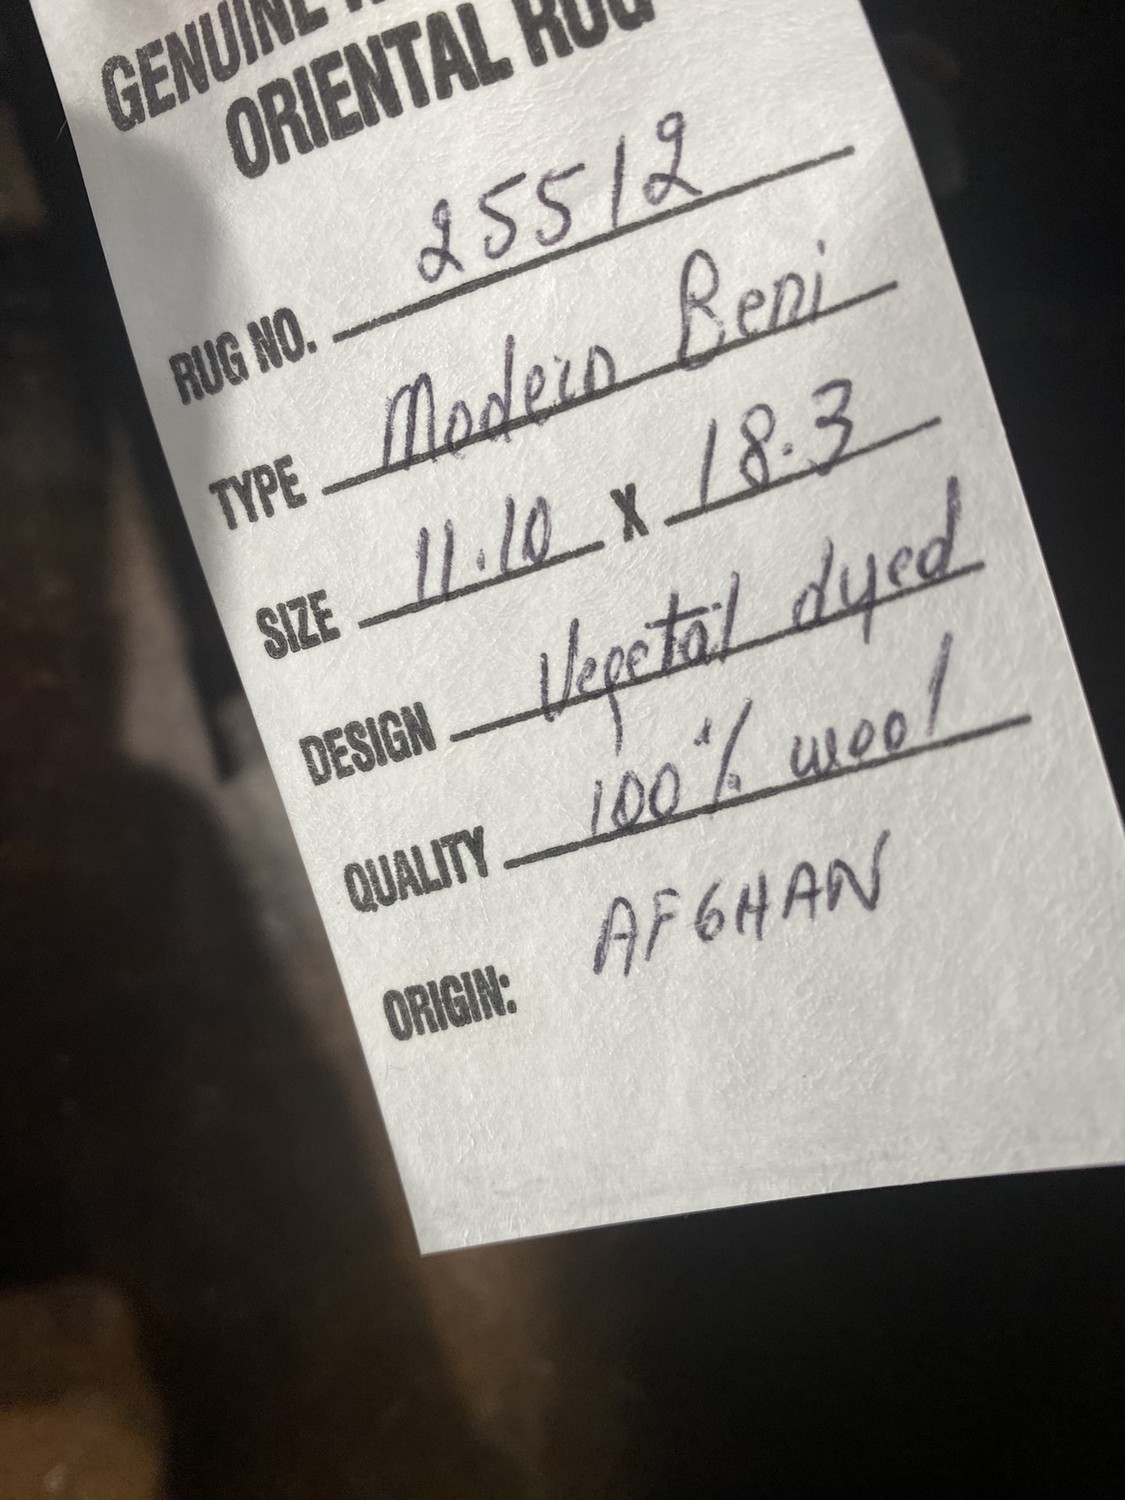 GENUINE
ORIENTAL RUG
RUG NO. 25512
TYPE Modern Beni
SIZE 11.10 X 18.3
DESIGN Vegetal dyed
QUALITY 100% wool
ORIGIN: AFGHAN